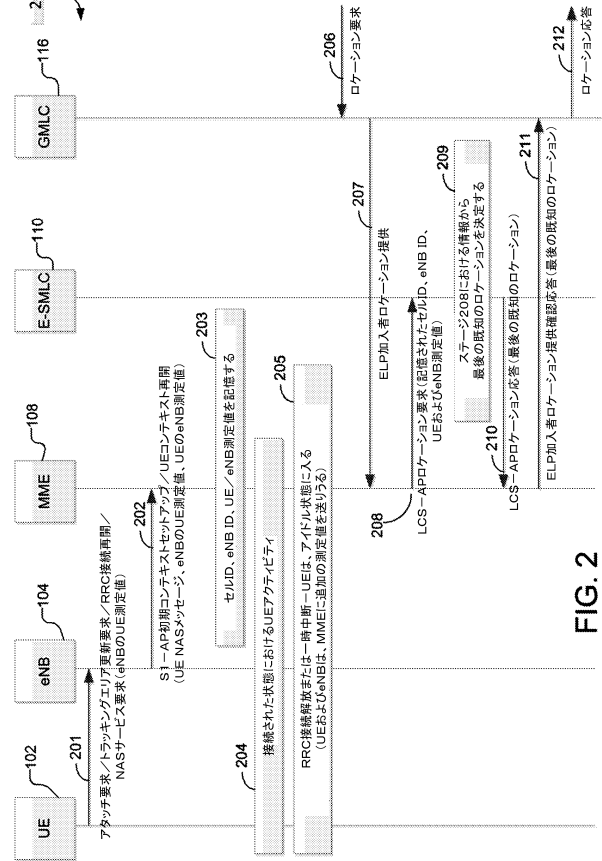 2
UE
102
eNB
104
MME
108
E-SMLC
110
GMLC
116
201
アタッチ要求/トラッキングエリア更新要求/RRC接続再開/
NASサービス要求(eNBのUE測定値)
202
S1-AP初期コンテキストセットアップ/UEコンテキスト再開
(UE NASメッセージ、eNBのUE測定値、UEのeNB測定値)
203
セルID、eNB ID、UE/eNB測定値を記憶する
204
接続された状態におけるUEアクティビティ
205
RRC接続解放または一時中断-UEは、アイドル状態に入る
(UEおよびeNBは、MMEに追加の測定値を送りうる)
206
ロケーション要求
207
ELP加入者ロケーション提供
208
LCS-APロケーション要求(記憶されたセルID、eNB ID、
UEおよびeNB測定値)
209
ステージ208における情報から
最後の既知のロケーションを決定する
210
LCS-APロケーション応答(最後の既知のロケーション)
211
ELP加入者ロケーション提供確認応答(最後の既知のロケーション)
212
ロケーション応答
FIG. 2